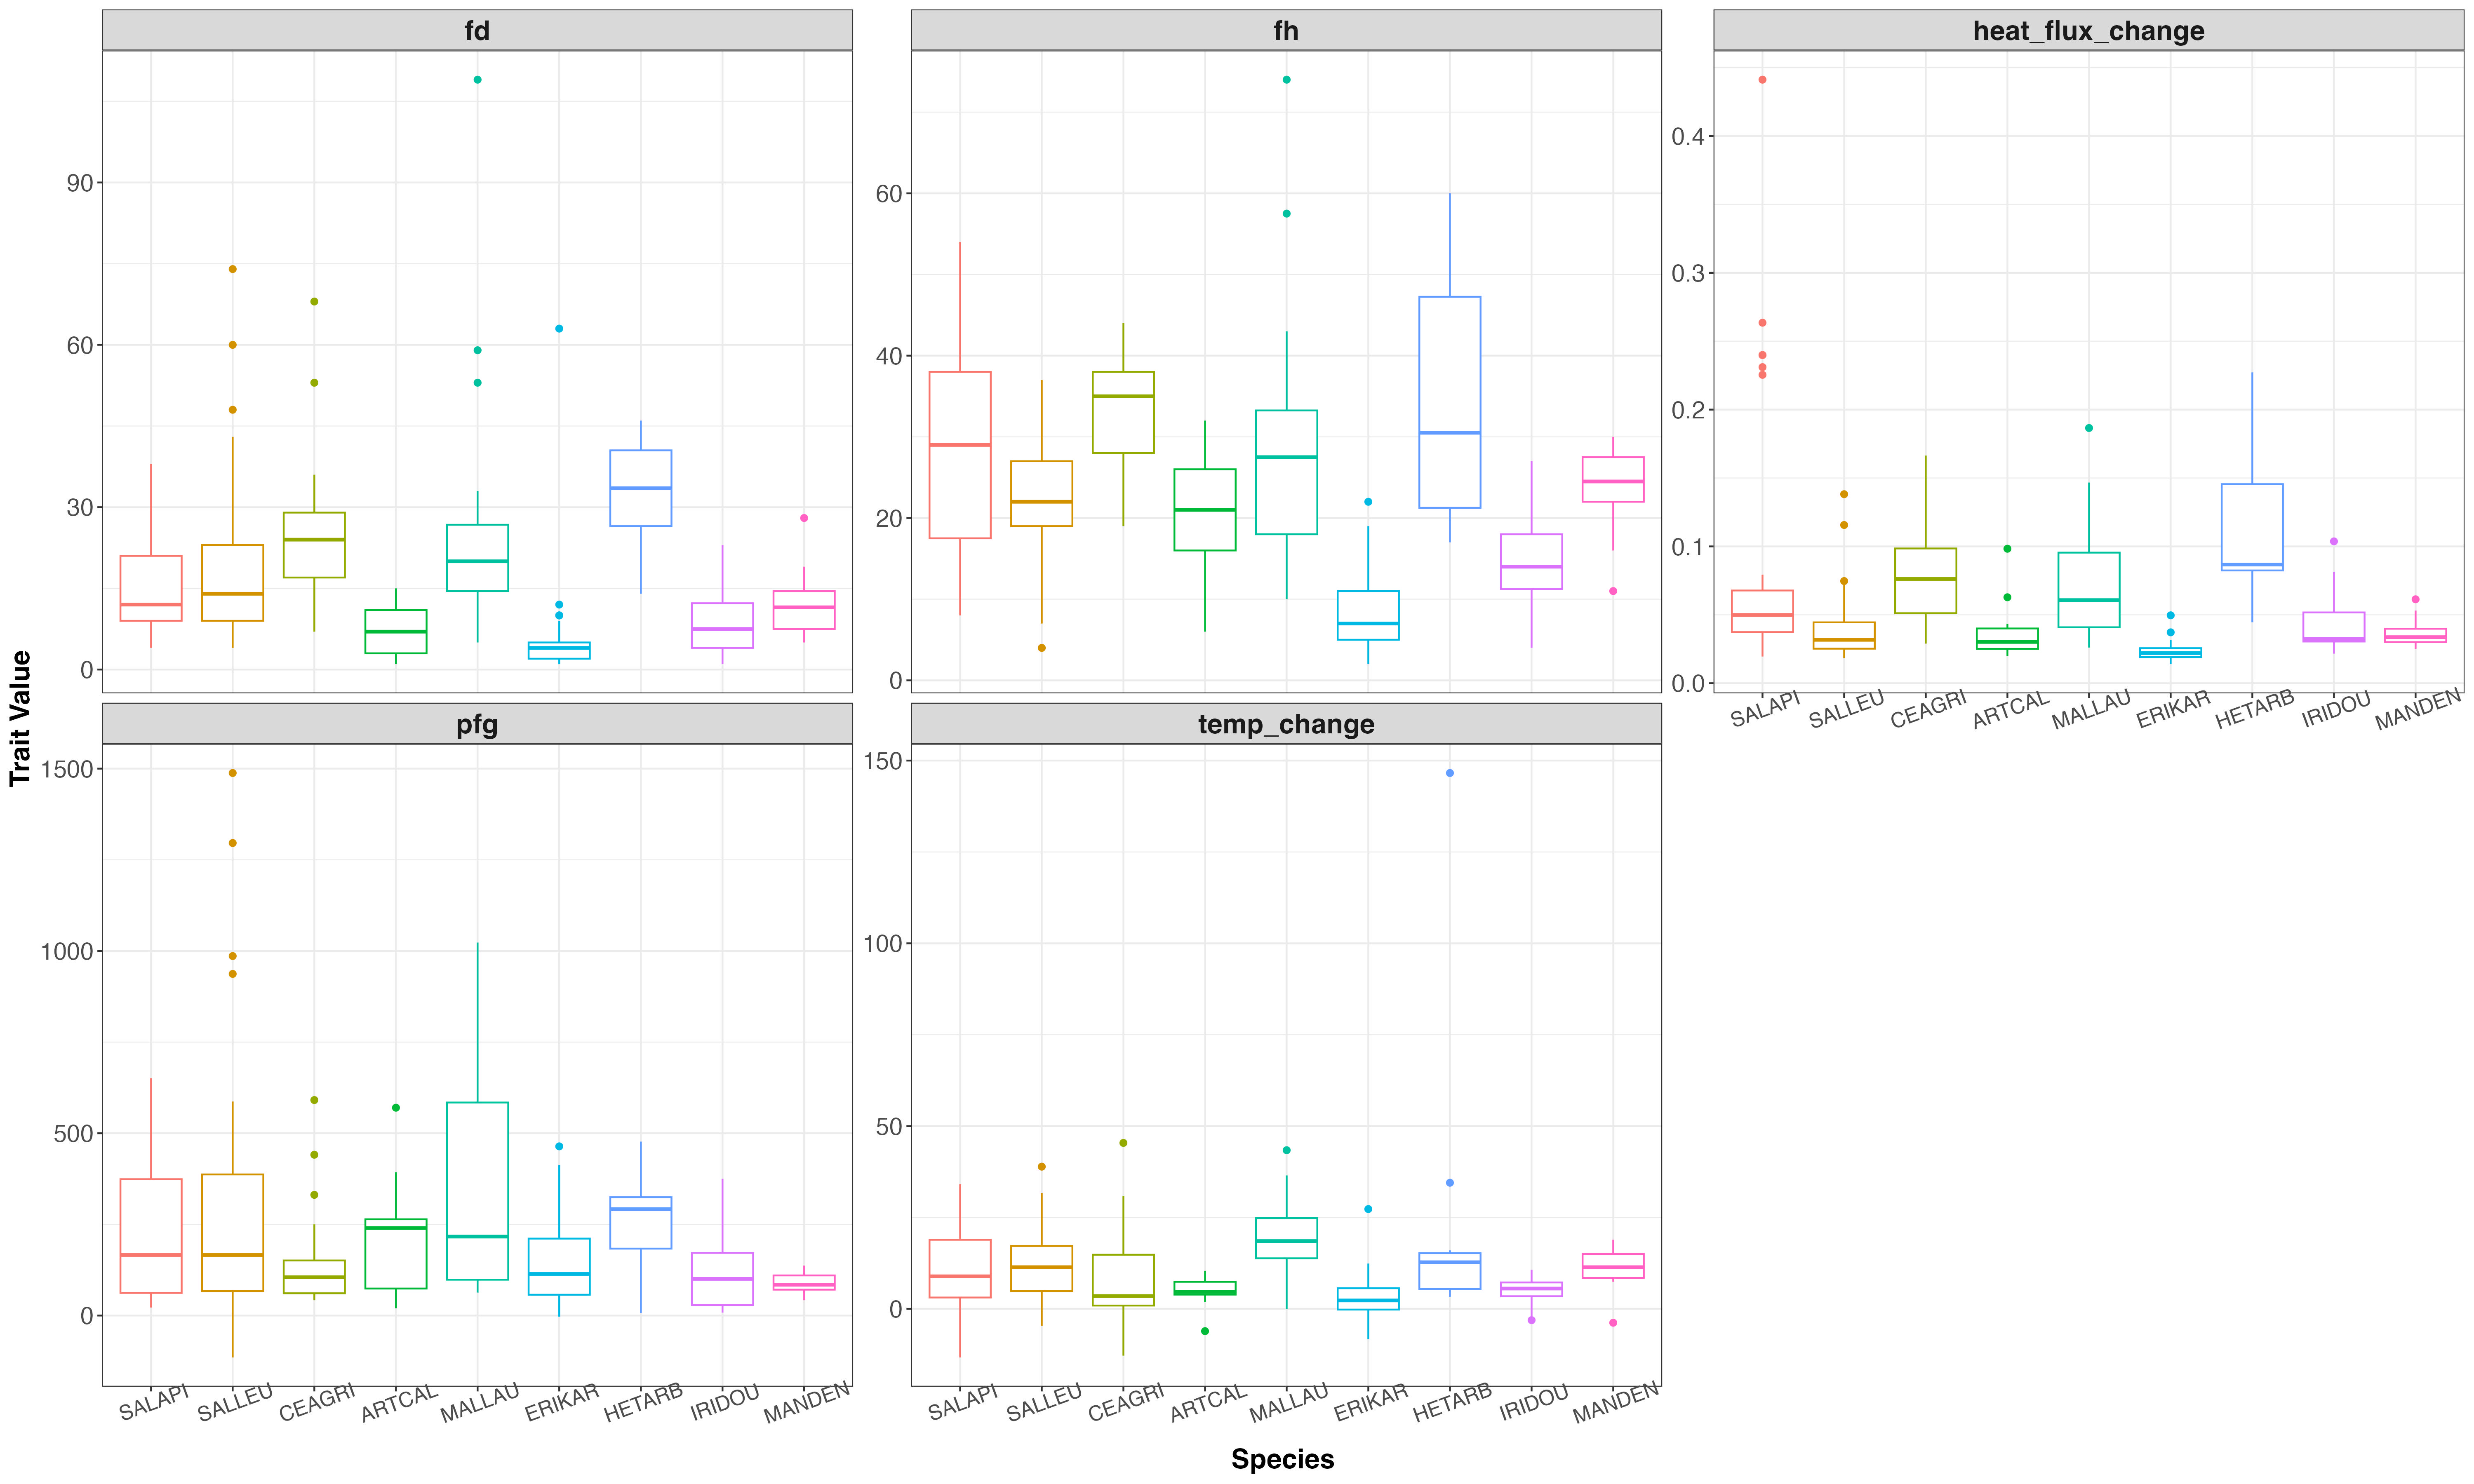 fd
fh
heat_flux_change
90
60
30
0
60
40
20
0
0.4
0.3
0.2
0.1
0.0
SALAPI SALLEU CEAGRI ARTCAL MALLAU ERIKAR HETARB IRIDOU MANDEN
Trait Value
pfg
temp_change
1500
1000
500
0
150
100
50
0
SALAPI SALLEU CEAGRI ARTCAL MALLAU ERIKAR HETARB IRIDOU MANDEN
SALAPI SALLEU CEAGRI ARTCAL MALLAU ERIKAR HETARB IRIDOU MANDEN
Species